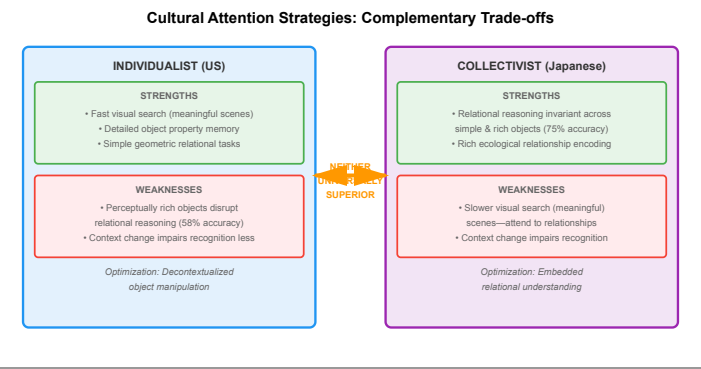 Cultural Attention Strategies: Complementary Trade-offs
INDIVIDUALIST (US)
STRENGTHS
• Fast visual search (meaningful scenes)
• Detailed object property memory
• Simple geometric relational tasks
WEAKNESSES
• Perceptually rich objects disrupt
relational reasoning (58% accuracy)
• Context change impairs recognition less
Optimization: Decontextualized
object manipulation
NEITHER
UNIVERSALLY
SUPERIOR
COLLECTIVIST (Japanese)
STRENGTHS
• Relational reasoning invariant across
simple & rich objects (75% accuracy)
• Rich ecological relationship encoding
WEAKNESSES
• Slower visual search (meaningful)
scenes—attend to relationships
• Context change impairs recognition
Optimization: Embedded
relational understanding